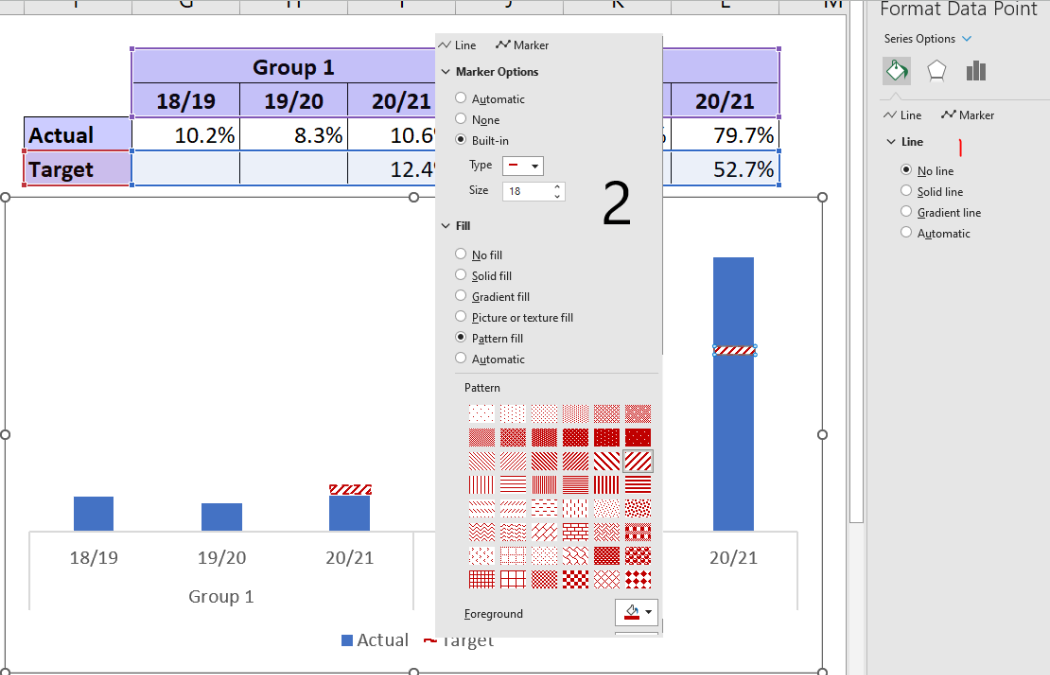 Format Data Point
Series Options
Line Marker
Line 1
No line
Solid line
Gradient line
Automatic
Group 1
18/19 19/20 20/21 20/21
Actual 10.2% 8.3% 10.6 79.7%
Target 12.4 52.7%
Line Marker
Marker Options
Automatic
None
Built-in
Type
Size 18
2
Fill
No fill
Solid fill
Gradient fill
Picture or texture fill
Pattern fill
Automatic
Pattern
Foreground
18/19 19/20 20/21 20/21
Group 1
Actual Target